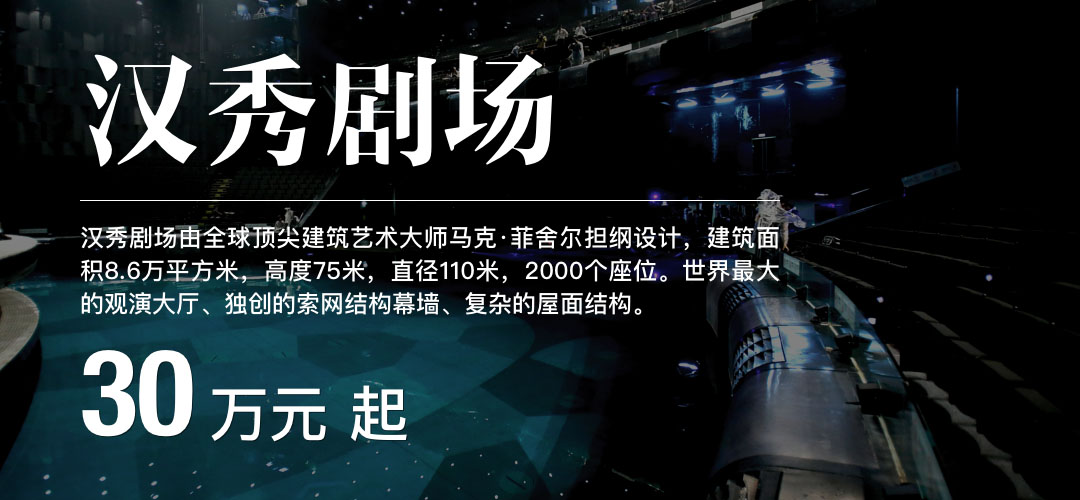 汉秀剧场
汉秀剧场由全球顶尖建筑艺术大师马克·菲舍尔担纲设计，建筑面
积8.6万平方米，高度75米，直径110米，2000个座位。世界最大
的观演大厅、独创的索网结构幕墙、复杂的屋面结构。
30 万元 起